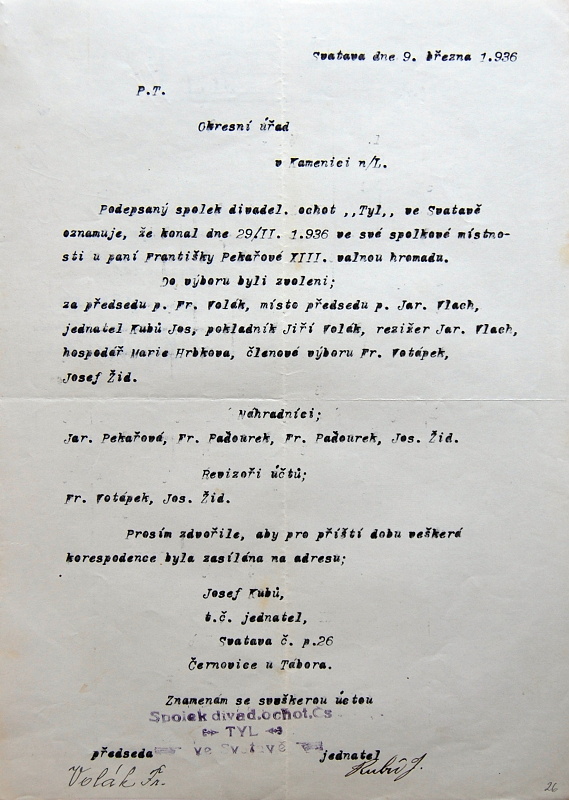 Svatava dne 9. března 1.936
P.T.
Okresní úřad
v Kamenici n/L.
Podepsaný spolek divadel. ochot ,,Tyl,, ve Svatavě
oznamuje, že konal dne 29/II. 1.936 ve své spolkové místno-
sti u paní Františky Pekařové XIII. valnou hromadu.
Do výboru byli zvoleni;
za předsedu p. Fr. Volák, místo předsedu p. Jar. Vlach,
jednatel Kubů Jos, pokladník Jiří Volák, rezižer Jar. Vlach,
hospodář Marie Hrbkova, členové výboru Fr. Votápek,
Josef Žid.
Náhradníci;
Jar. Pekařová, Fr. Paďourek, Fr. Paďourek, Jos. Žid.
Revizoři účtů;
Fr. Votápek, Jos. Žid.
Prosím zdvořile, aby pro příští dobu veškerá
korespodence byla zasílána na adresu;
Josef Kubů,
t.č. jednatel,
Svatava č. p.26
Černovice u Tábora.
Znamenám se svuškerou úctou
Spolek divad.ochot.čs
TYL
ve Svatavě
předseda jednatel
Volák Fr. Kubů J.
26